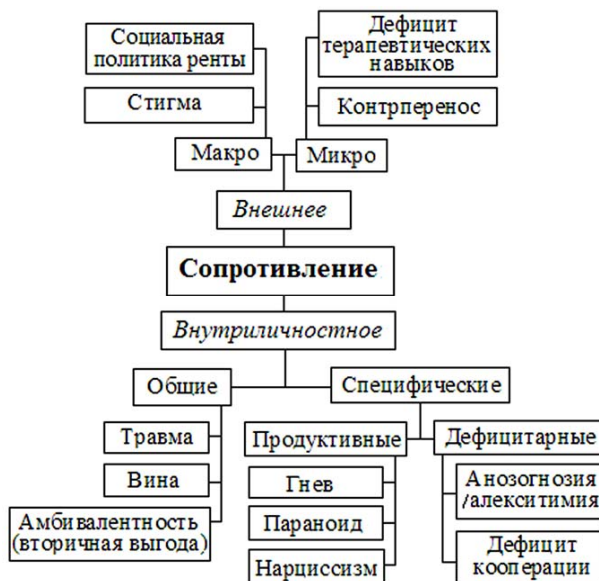 Социальная
политика ренты
Дефицит
терапевтических
навыков
Стигма
Контрперенос
Макро
Микро
Внешнее
Сопротивление
Внутриличностное
Общие
Специфические
Травма
Продуктивные
Дефицитарные
Вина
Гнев
Анозогнозия
/алекситимия
Амбивалентность
(вторичная выгода)
Параноид
Дефицит
кооперации
Нарциссизм